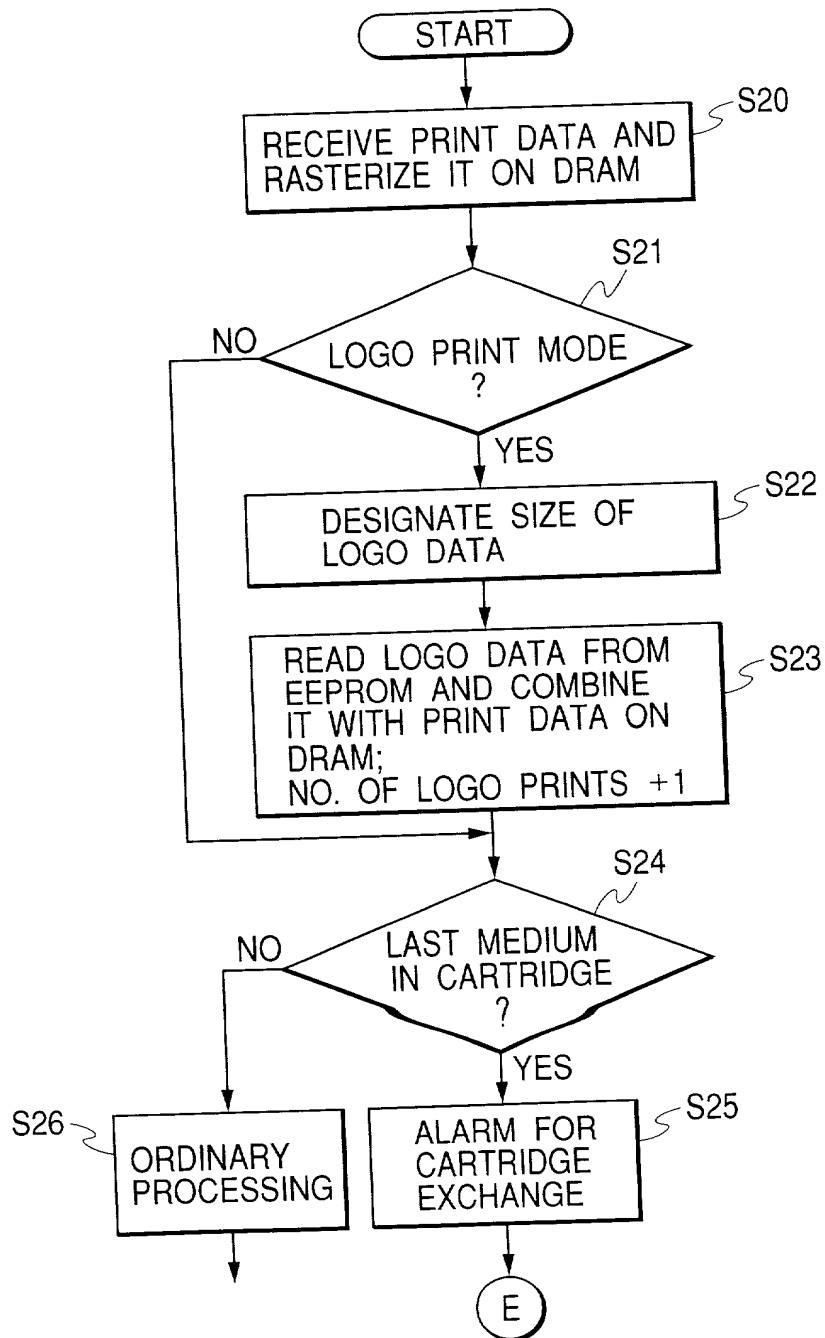 START
S20
RECEIVE PRINT DATA AND
RASTERIZE IT ON DRAM
S21
NO
LOGO PRINT MODE
?
YES
S22
DESIGNATE SIZE OF
LOGO DATA
S23
READ LOGO DATA FROM
EEPROM AND COMBINE
IT WITH PRINT DATA ON
DRAM;
NO. OF LOGO PRINTS +1
S24
NO
LAST MEDIUM
IN CARTRIDGE
?
YES
S26
ORDINARY
PROCESSING
S25
ALARM FOR
CARTRIDGE
EXCHANGE
E